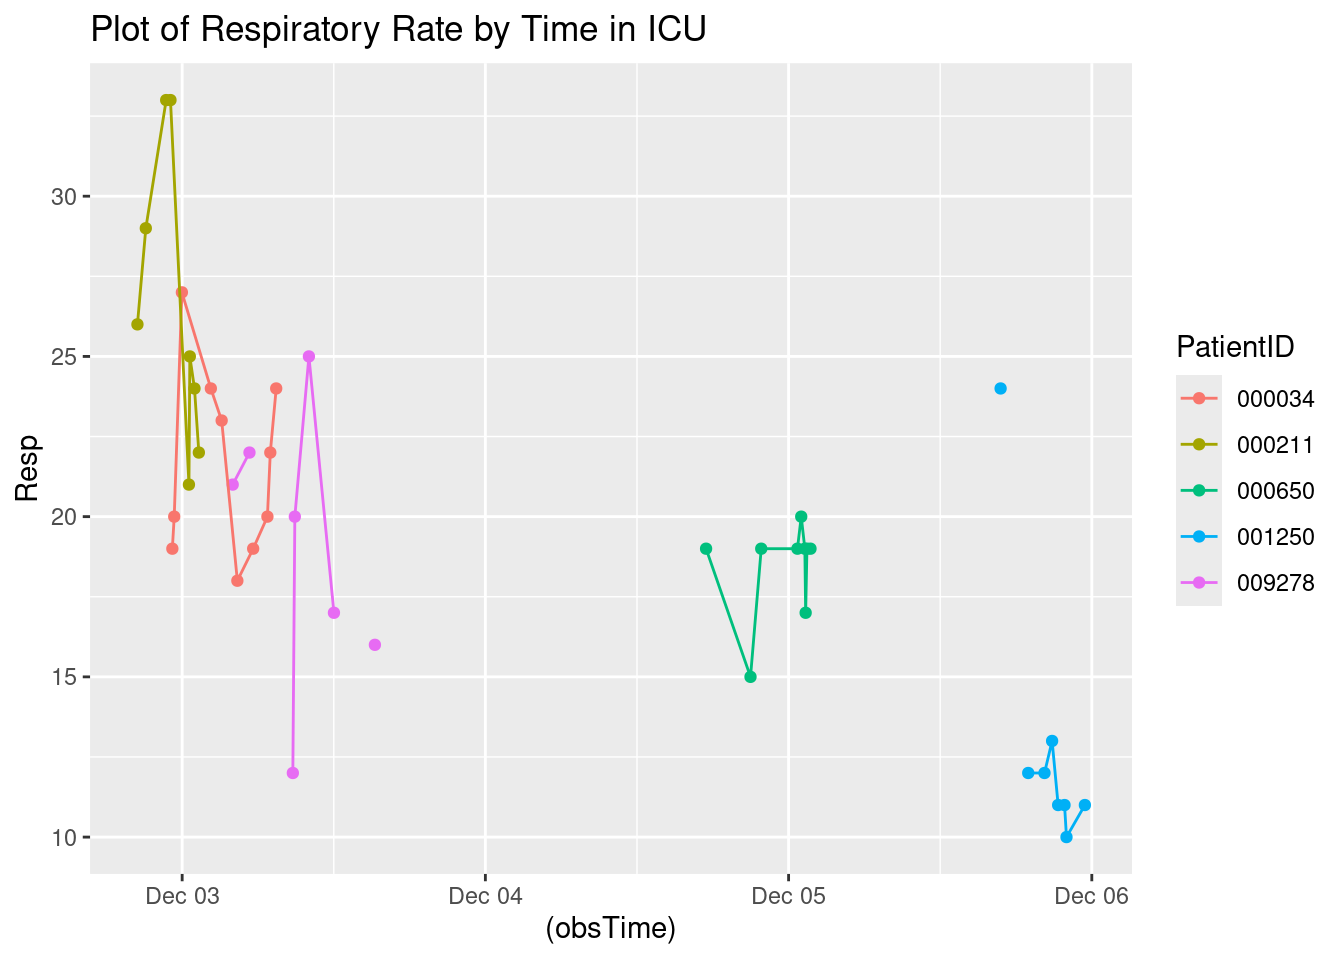 Plot of Respiratory Rate by Time in ICU
30
25
20
15
10
Resp
Dec 03
Dec 04
Dec 05
Dec 06
(obsTime)
PatientID
000034
000211
000650
001250
009278